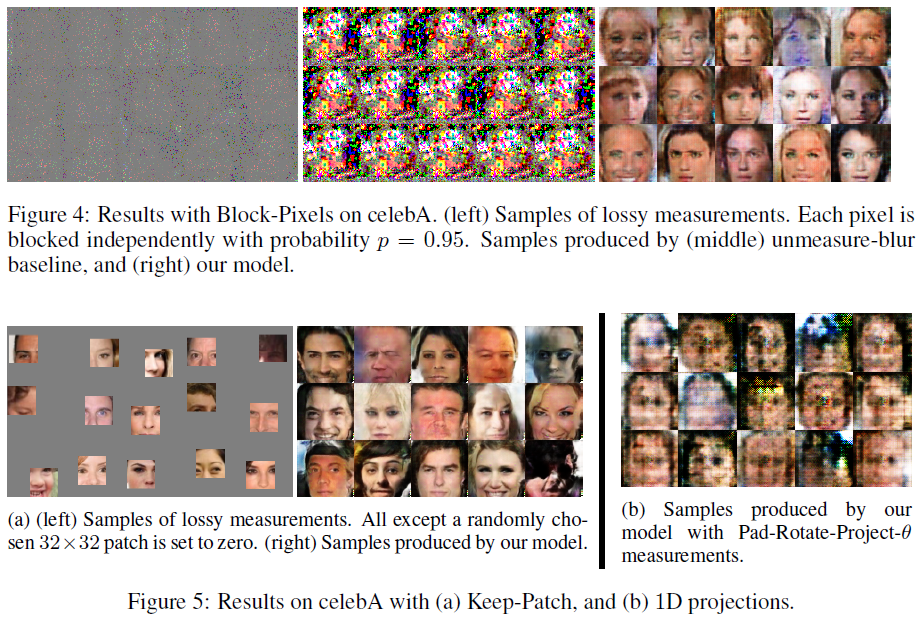 Figure 4: Results with Block-Pixels on celebA. (left) Samples of lossy measurements. Each pixel is
blocked independently with probability p = 0.95. Samples produced by (middle) unmeasure-blur
baseline, and (right) our model.
(a) (left) Samples of lossy measurements. All except a randomly cho-
sen 32×32 patch is set to zero. (right) Samples produced by our model.
(b) Samples produced by our
model with Pad-Rotate-Project-θ
measurements.
Figure 5: Results on celebA with (a) Keep-Patch, and (b) 1D projections.